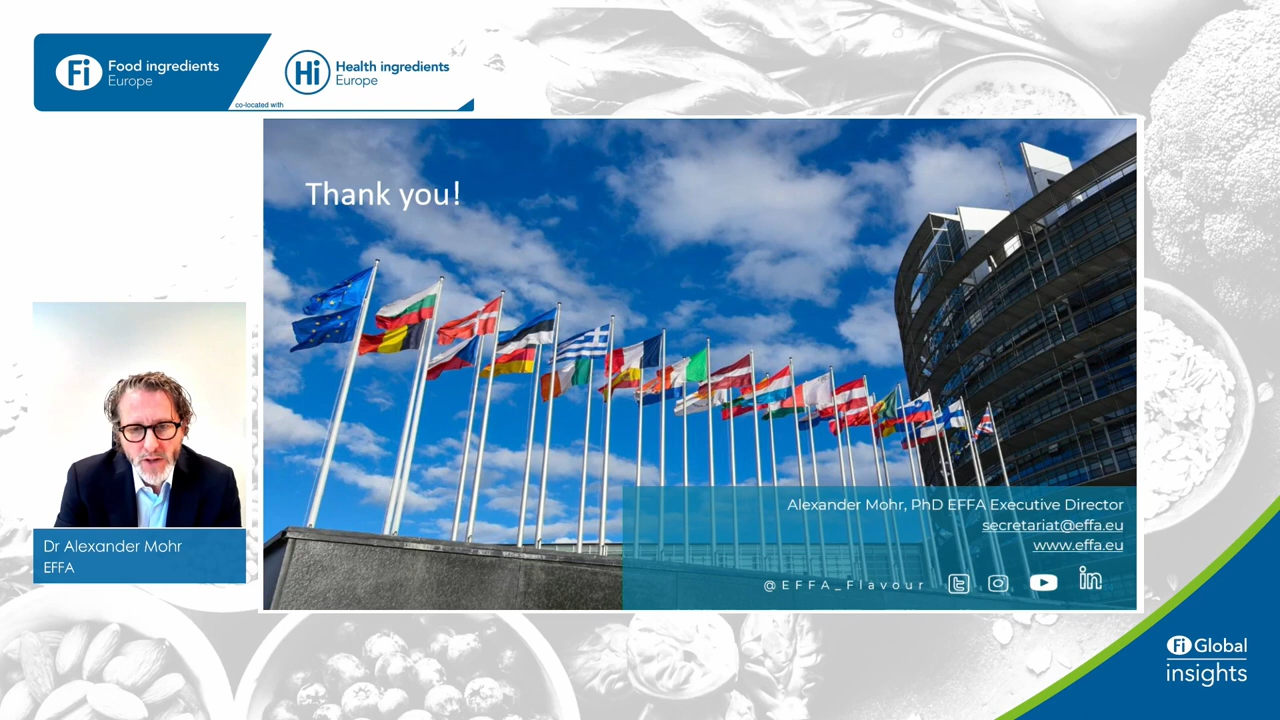 Fi Food ingredients
Europe
Hi Health ingredients
Europe
co-located with
Thank you!
Alexander Mohr, PhD EFFA Executive Director
secretariat@effa.eu
www.effa.eu
@EFFA_Flavour
in
Dr Alexander Mohr
EFFA
Fi Global
insights